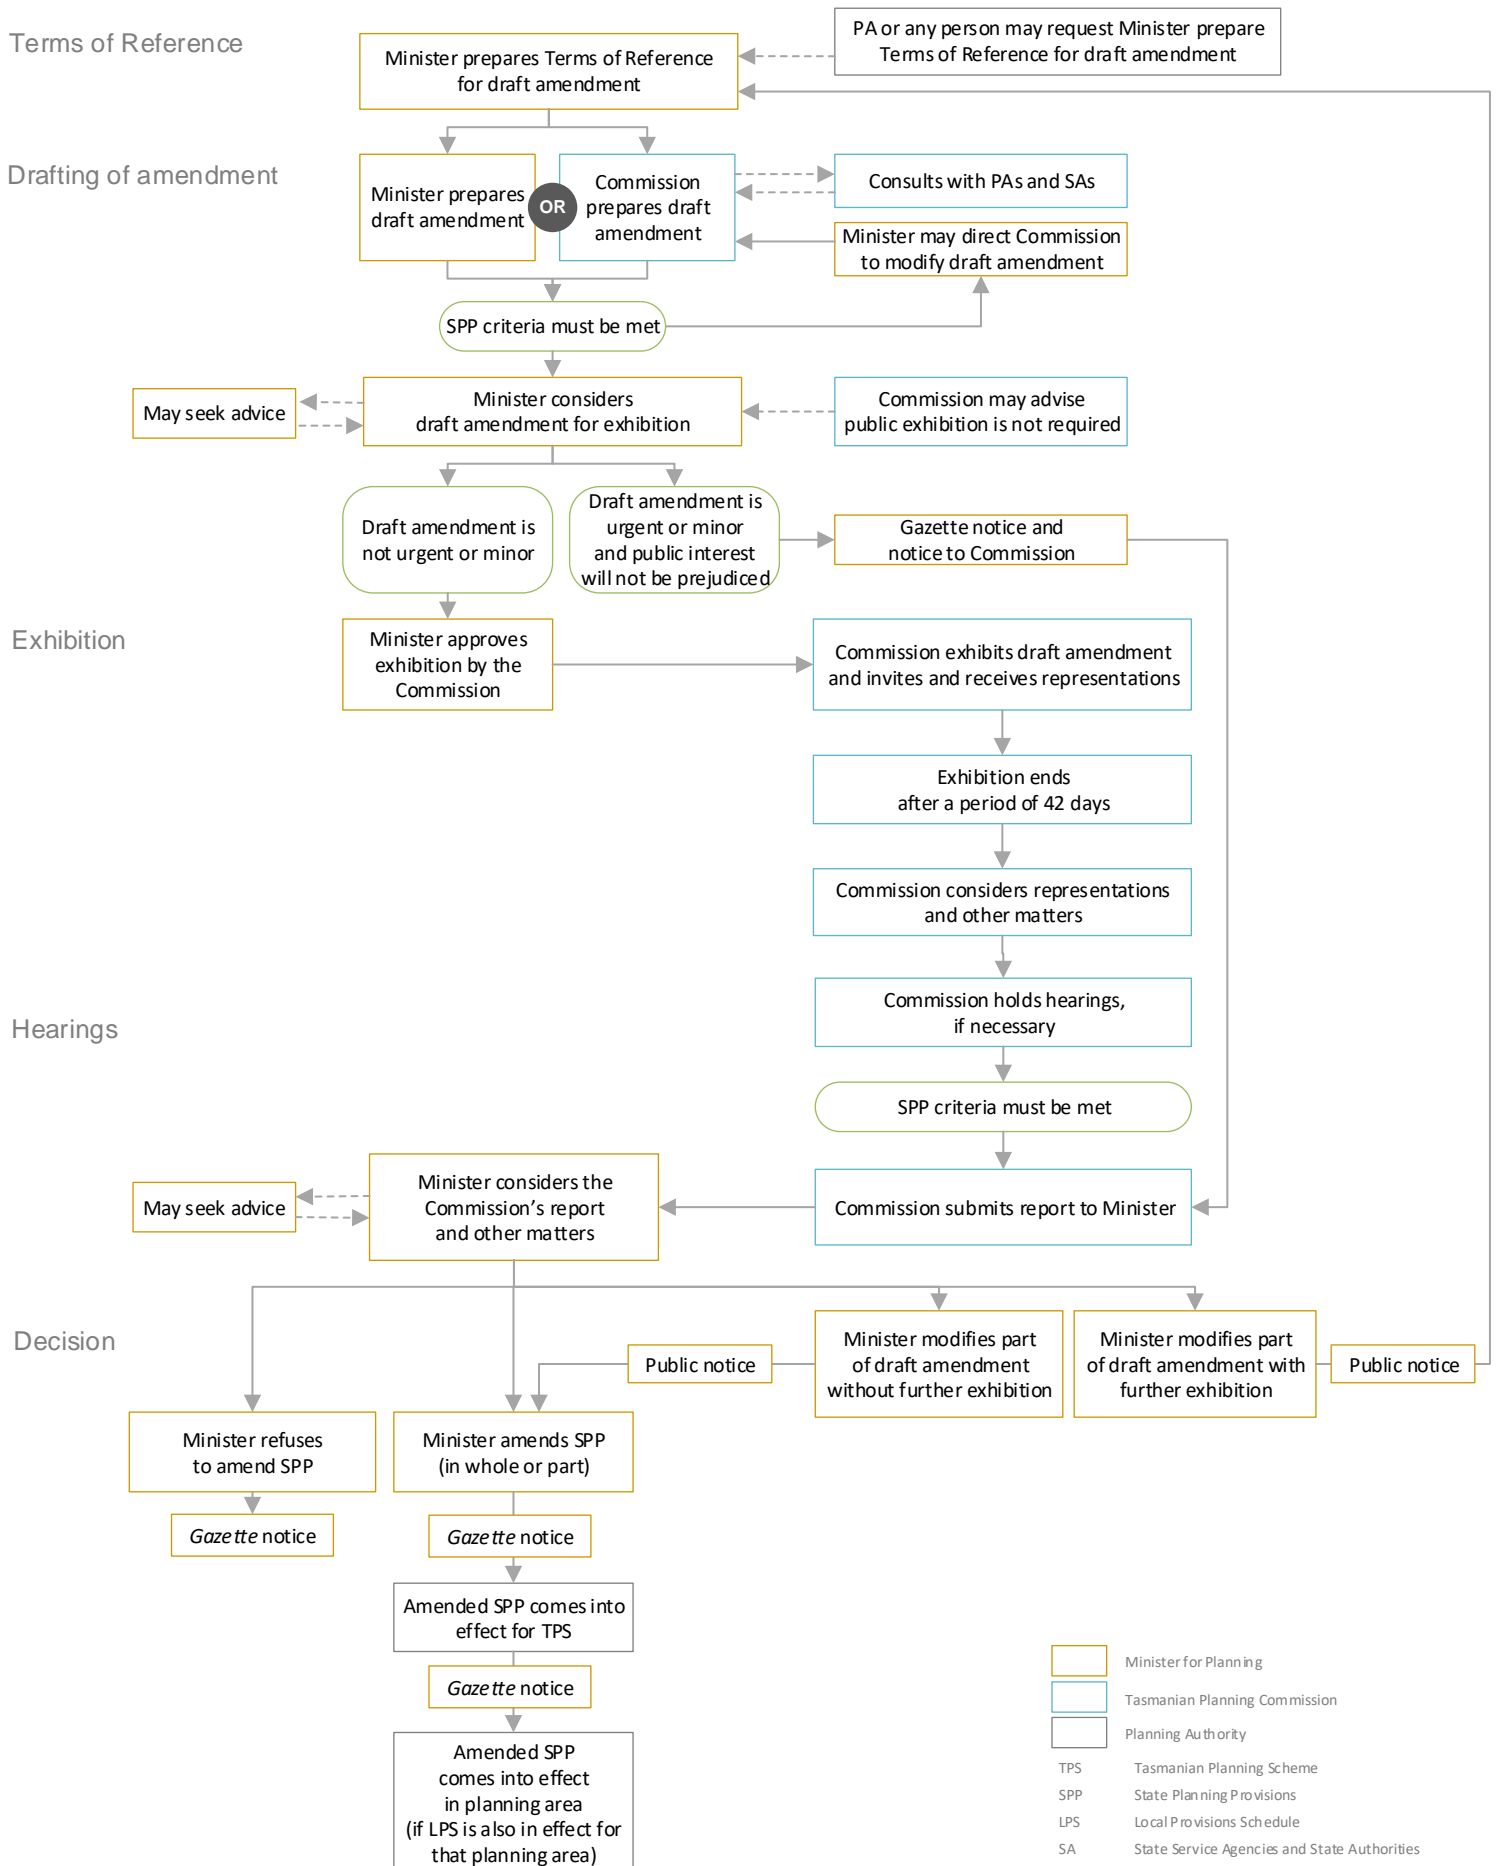 Terms of Reference
PA or any person may request Minister prepare
Terms of Reference for draft amendment
Minister prepares Terms of Reference
for draft amendment
Drafting of amendment
Minister prepares
draft amendment
OR
Commission
prepares draft
amendment
Consults with PAs and SAs
Minister may direct Commission
to modify draft amendment
SPP criteria must be met
May seek advice
Minister considers
draft amendment for exhibition
Commission may advise
public exhibition is not required
Draft amendment is
not urgent or minor
Draft amendment is
urgent or minor
and public interest
will not be prejudiced
Gazette notice and
notice to Commission
Exhibition
Minister approves
exhibition by the
Commission
Commission exhibits draft amendment
and invites and receives representations
Exhibition ends
after a period of 42 days
Commission considers representations
and other matters
Hearings
Commission holds hearings,
if necessary
SPP criteria must be met
May seek advice
Minister considers the
Commission’s report
and other matters
Commission submits report to Minister
Decision
Public notice
Minister modifies part
of draft amendment
without further exhibition
Minister modifies part
of draft amendment with
further exhibition
Public notice
Minister refuses
to amend SPP
Minister amends SPP
(in whole or part)
Gazette notice
Gazette notice
Amended SPP comes into
effect for TPS
Gazette notice
Amended SPP
comes into effect
in planning area
(if LPS is also in effect for
that planning area)
Minister for Planning
Tasmanian Planning Commission
Planning Authority
TPS Tasmanian Planning Scheme
SPP State Planning Provisions
LPS Local Provisions Schedule
SA State Service Agencies and State Authorities